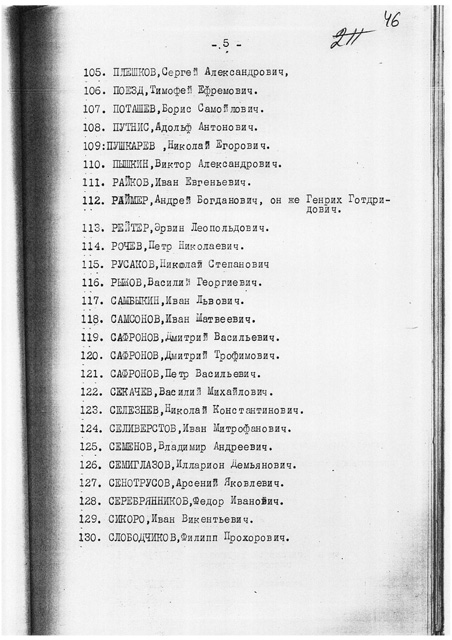 46
211
- 5 -
105. ПЛЕШКОВ,Сергей Александрович,
106. ПОЕЗД,Тимофей Ефремович.
107. ПОТАШЕВ,Борис Самойлович.
108. ПУТНИС,Адольф Антонович.
109:ПУШКАРЕВ ,Николай Егорович.
110. ПЫШКИН,Виктор Александрович.
111. РАЙКОВ,Иван Евгеньевич.
112. РАЙМЕР,Андрей Богданович, он же Генрих Готдри-
дович.
113. РЕЙТЕР,Эрвин Леопольдович.
114. РОЧЕВ,Петр Николаевич.
115. РУСАКОВ,Николай Степанович
116. РЫМОВ,Василий Георгиевич.
117. САМБЫКИН,Иван Львович.
118. САМСОНОВ,Иван Матвеевич.
119. САФРОНОВ,Дмитрий Васильевич.
120. САФРОНОВ,Дмитрий Трофимович.
121. САФРОНОВ,Петр Васильевич.
122. СЕКАЧЕВ,Василий Михайлович.
123. СЕЛЕЗНЕВ,Николай Константинович.
124. СЕЛИВЕРСТОВ,Иван Митрофанович.
125. СЕМЕНОВ,Владимир Андреевич.
126. СЕМИГЛАЗОВ,Илларион Демьянович.
127. СЕНОТРУСОВ,Арсений Яковлевич.
128. СЕРЕБРЯННИКОВ,Федор Иванович.
129. СИКОРО,Иван Викентьевич.
130. СЛОБОДЧИКОВ,Филипп Прохорович.